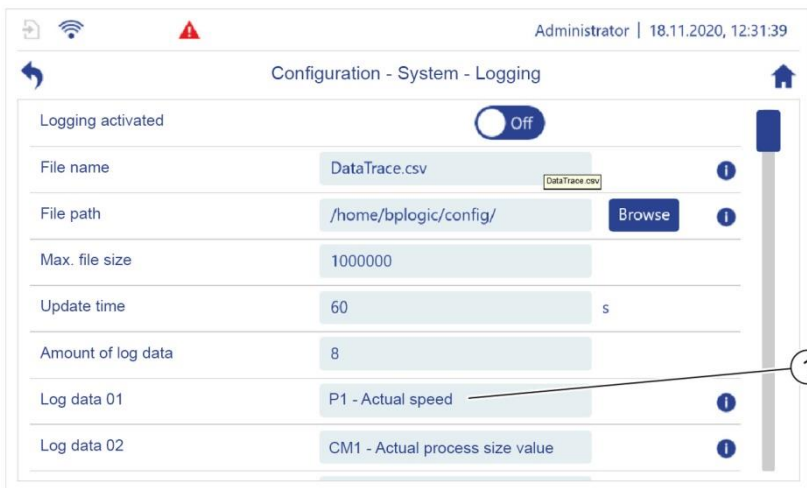 Administrator | 18.11.2020, 12:31:39
Configuration - System - Logging
Logging activated Off
File name DataTrace.csv
DataTrace.csv
File path /home/bplogic/config/ Browse
Max. file size 1000000
Update time 60 s
Amount of log data 8
1
Log data 01 P1 - Actual speed
Log data 02 CM1 - Actual process size value